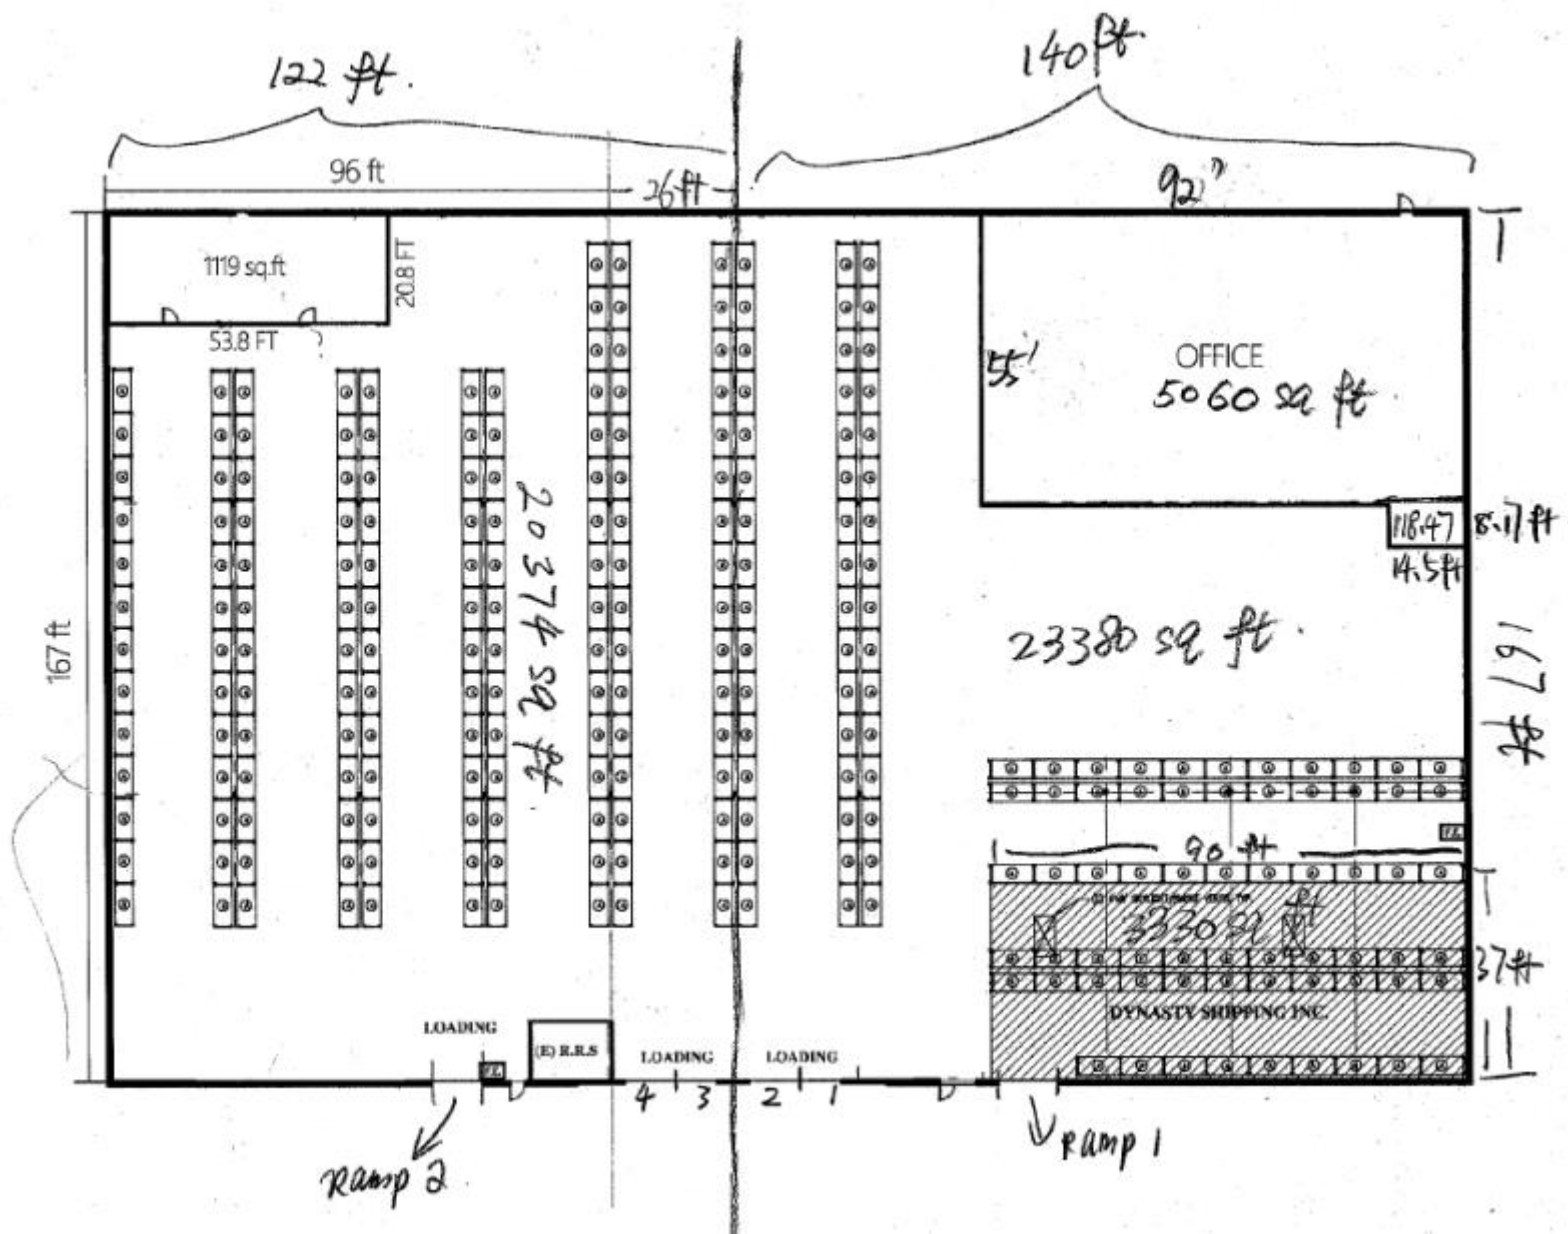 122 ft.
140 ft.
96 ft
26 ft
92"
1119 sq.ft
20.8 FT
53.8 FT
OFFICE
5060 sq ft.
55'
118.47
8.17 ft
14.5 ft
167 ft
20374 sq ft.
23380 sq ft.
167 ft
90 ft
3330 sq ft
37 ft
DYNASTY SHIPPING INC.
LOADING
(E) R.R.S
LOADING
LOADING
4 3 2 1
Ramp 2
Ramp 1